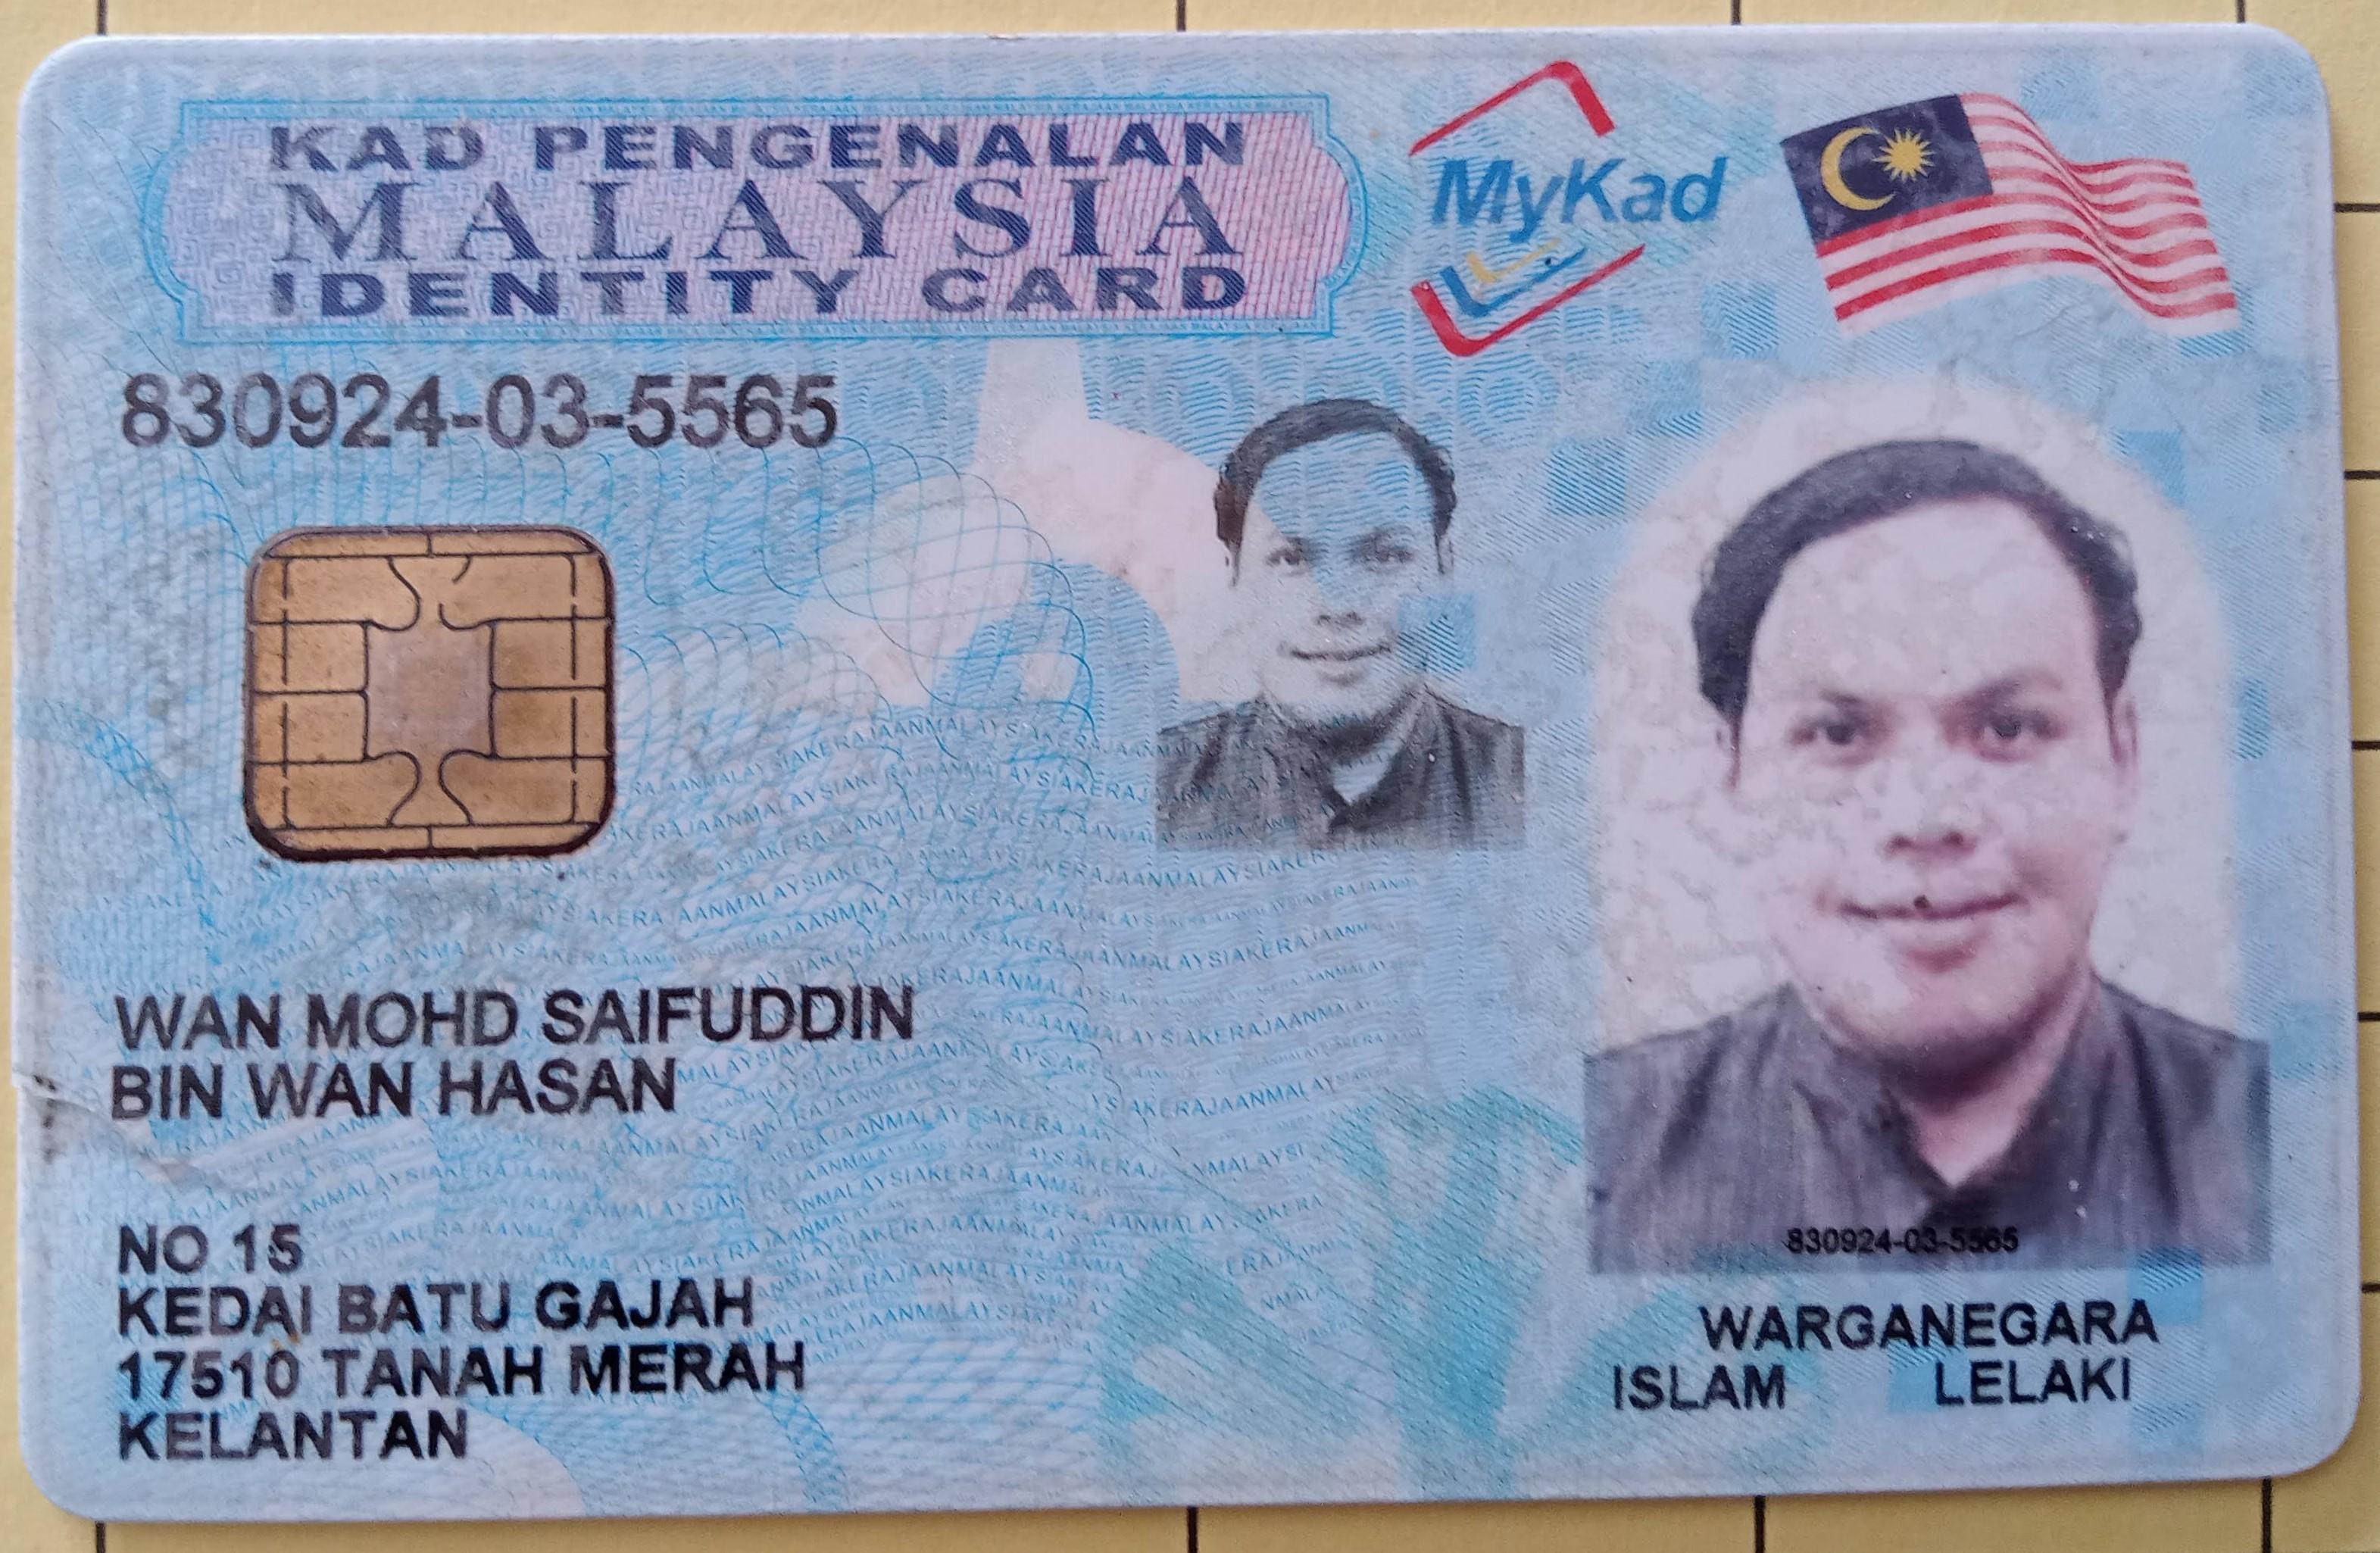 KAD PENGENALAN
MALAYSIA
IDENTITY CARD
MyKad
830924-03-5565
WAN MOHD SAIFUDDIN
BIN WAN HASAN
NO 15
KEDAI BATU GAJAH
17510 TANAH MERAH
KELANTAN
830924-03-5565
WARGANEGARA
ISLAM LELAKI